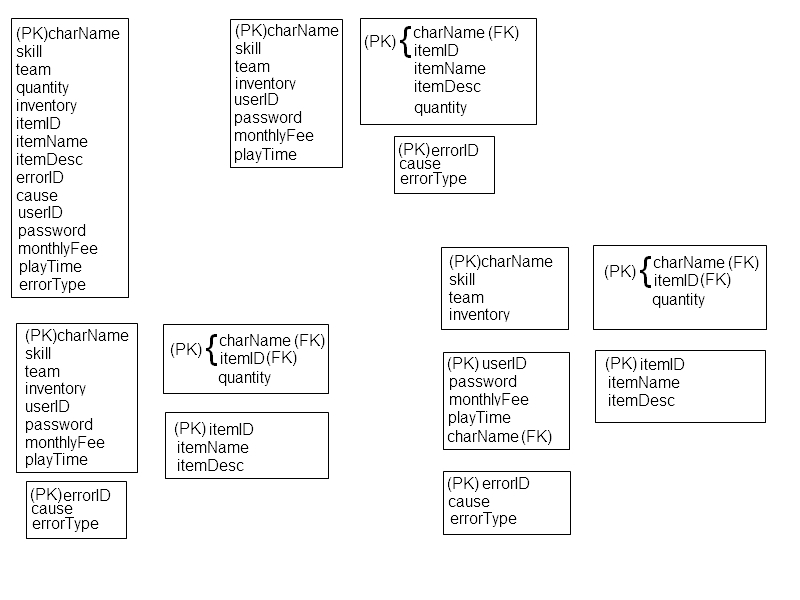 (PK)charName
skill
team
quantity
inventory
itemID
itemName
itemDesc
errorID
cause
userID
password
monthlyFee
playTime
errorType
(PK)charName
skill
team
inventory
userID
password
monthlyFee
playTime
(PK) { charName (FK)
itemID
itemName
itemDesc
quantity
(PK)errorID
cause
errorType
(PK)charName
skill
team
inventory
userID
password
monthlyFee
playTime
(PK) { charName (FK)
itemID (FK)
quantity
(PK) itemID
itemName
itemDesc
(PK)errorID
cause
errorType
(PK)charName
skill
team
inventory
(PK) { charName (FK)
itemID (FK)
quantity
(PK) userID
password
monthlyFee
playTime
charName (FK)
(PK) itemID
itemName
itemDesc
(PK) errorID
cause
errorType